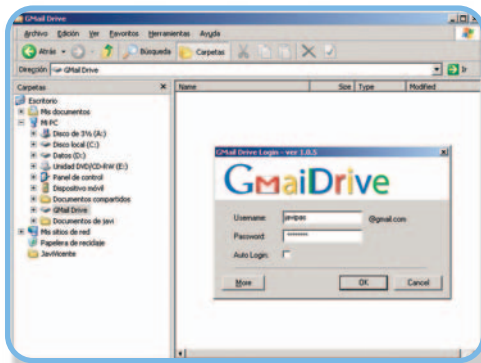 GMail Drive
Archivo Edición Ver Favoritos Herramientas Ayuda
Atrás Búsqueda Carpetas
Dirección GMail Drive Ir
Carpetas
Name Size Type Modified
Escritorio
Mis documentos
Mi PC
Disco de 3½ (A:)
Disco local (C:)
Datos (D:)
Unidad DVD/CD-RW (E:)
Panel de control
Dispositivo móvil
Documentos compartidos
GMail Drive
Documentos de javi
Mis sitios de red
Papelera de reciclaje
JaviVicente
GMail Drive Login - ver 1.0.5
GMailDrive
Username: @gmail.com
Password: ********
Auto Login:
More OK Cancel